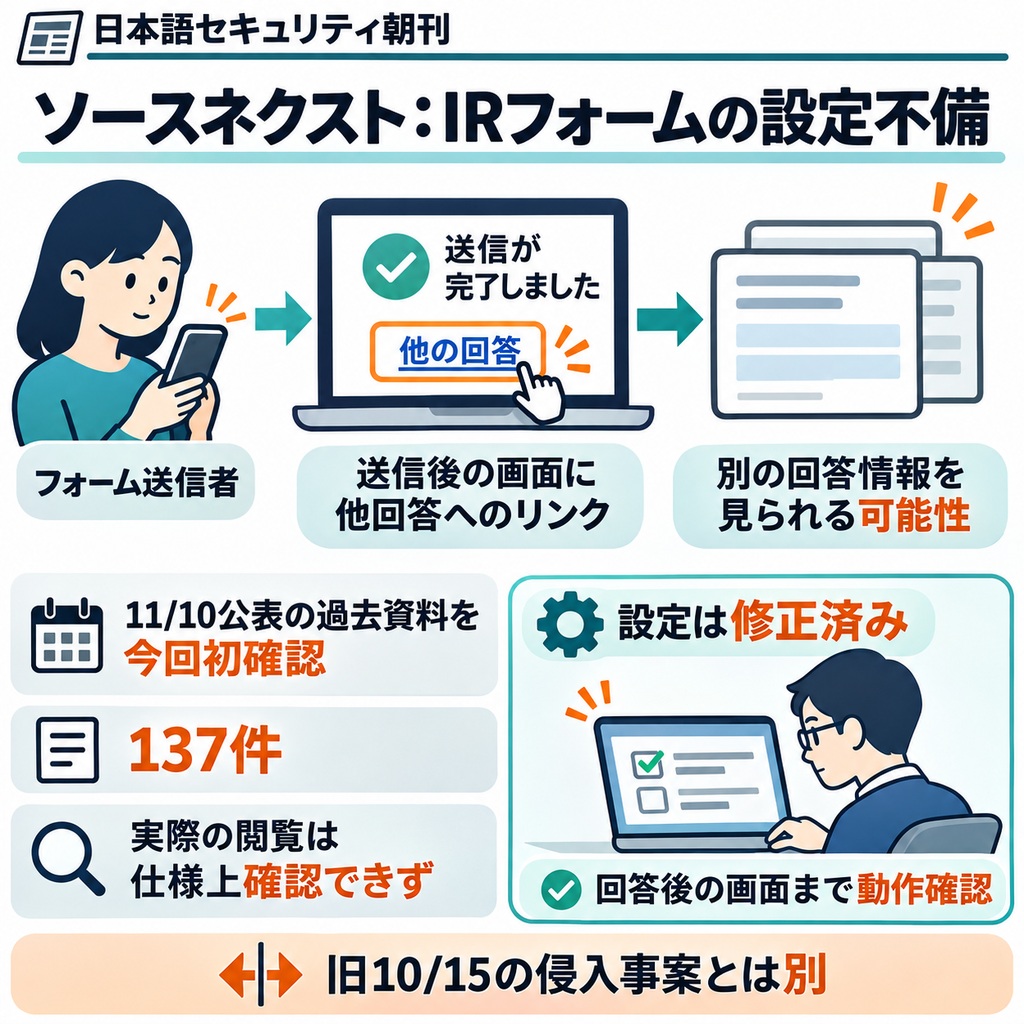 日本語セキュリティ朝刊
ソースネクスト：IRフォームの設定不備
送信が
完了しました
他の回答
フォーム送信者
送信後の画面に
他回答へのリンク
別の回答情報を
見られる可能性
11/10公表の過去資料を
今回初確認
137件
実際の閲覧は
仕様上確認できず
設定は修正済み
回答後の画面まで動作確認
旧10/15の侵入事案とは別